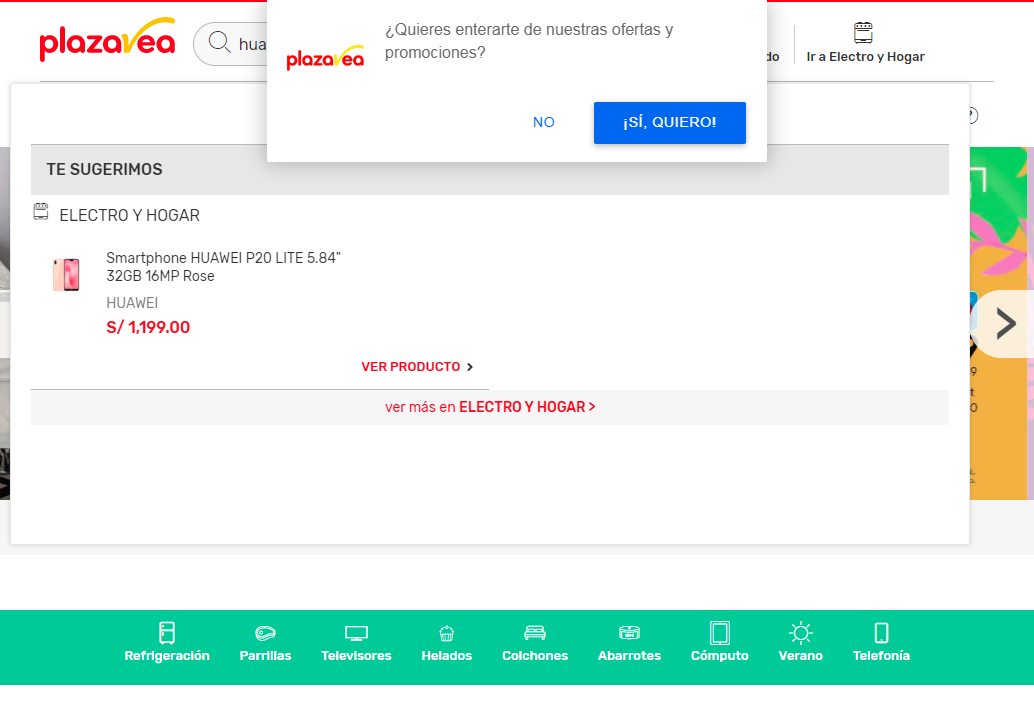 plazavea
hua
¿Quieres enterarte de nuestras ofertas y
promociones?
plazavea
NO
¡SÍ, QUIERO!
do
Ir a Electro y Hogar
TE SUGERIMOS
ELECTRO Y HOGAR
Smartphone HUAWEI P20 LITE 5.84"
32GB 16MP Rose
HUAWEI
S/ 1,199.00
VER PRODUCTO
ver más en ELECTRO Y HOGAR >
Refrigeración
Parrillas
Televisores
Helados
Colchones
Abarrotes
Cómputo
Verano
Telefonía